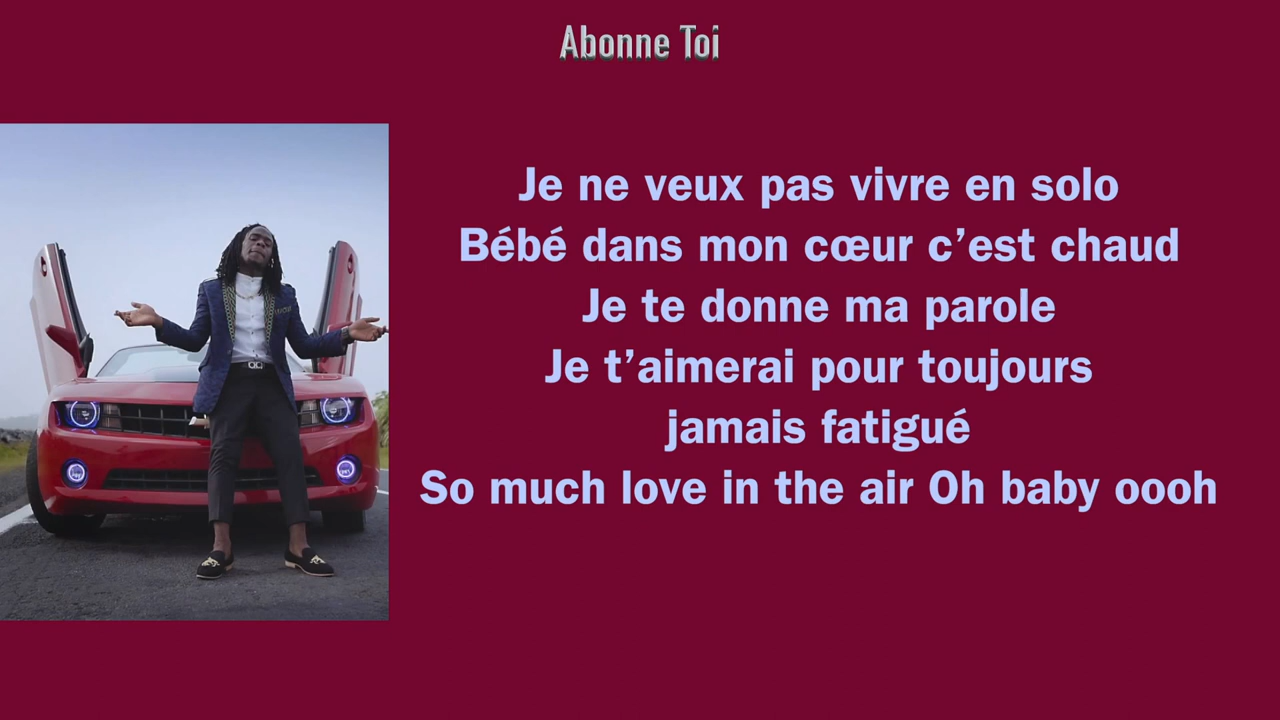 Abonne Toi
Je ne veux pas vivre en solo
Bébé dans mon cœur c’est chaud
Je te donne ma parole
Je t’aimerai pour toujours
jamais fatigué
So much love in the air Oh baby oooh